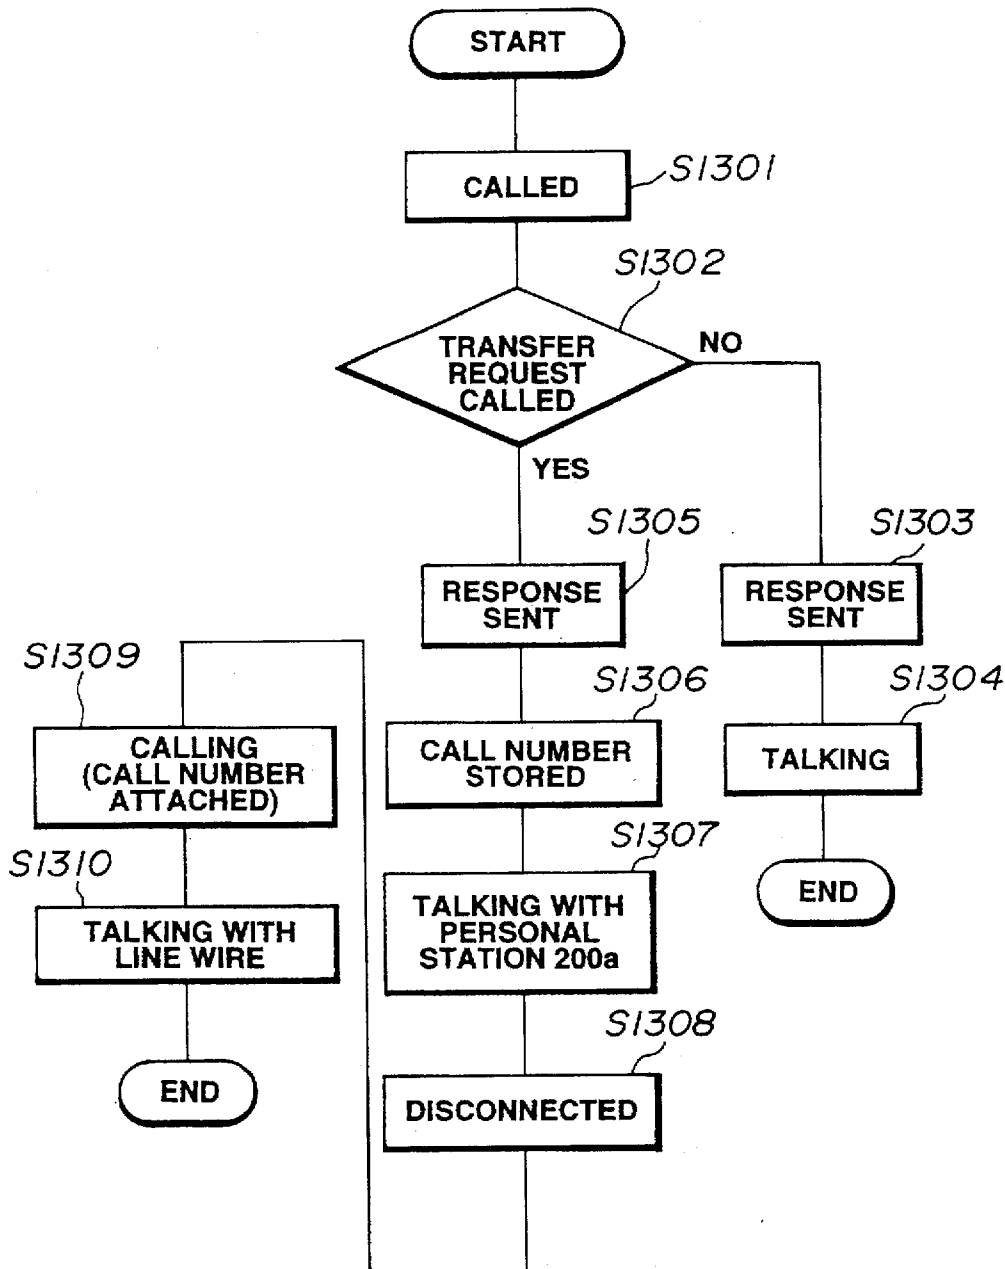 START
CALLED
S1301
S1302
TRANSFER
REQUEST
CALLED
NO
YES
S1305
RESPONSE
SENT
S1303
RESPONSE
SENT
S1306
CALL NUMBER
STORED
S1304
TALKING
END
S1307
TALKING WITH
PERSONAL
STATION 200a
S1308
DISCONNECTED
S1309
CALLING
(CALL NUMBER
ATTACHED)
S1310
TALKING WITH
LINE WIRE
END